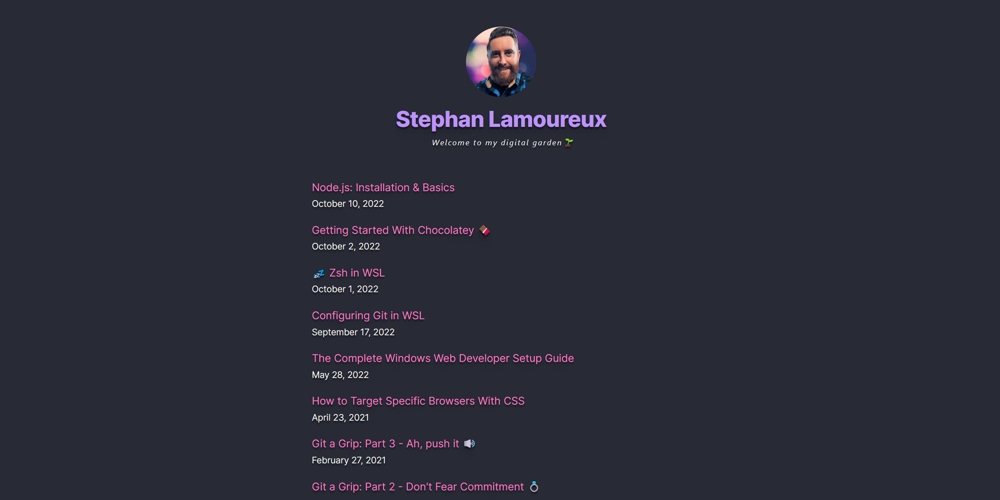 Stephan Lamoureux
Welcome to my digital garden 🌱
Node.js: Installation & Basics
October 10, 2022
Getting Started With Chocolatey 🍫
October 2, 2022
💤 Zsh in WSL
October 1, 2022
Configuring Git in WSL
September 17, 2022
The Complete Windows Web Developer Setup Guide
May 28, 2022
How to Target Specific Browsers With CSS
April 23, 2021
Git a Grip: Part 3 - Ah, push it 🔊
February 27, 2021
Git a Grip: Part 2 - Don't Fear Commitment 💍